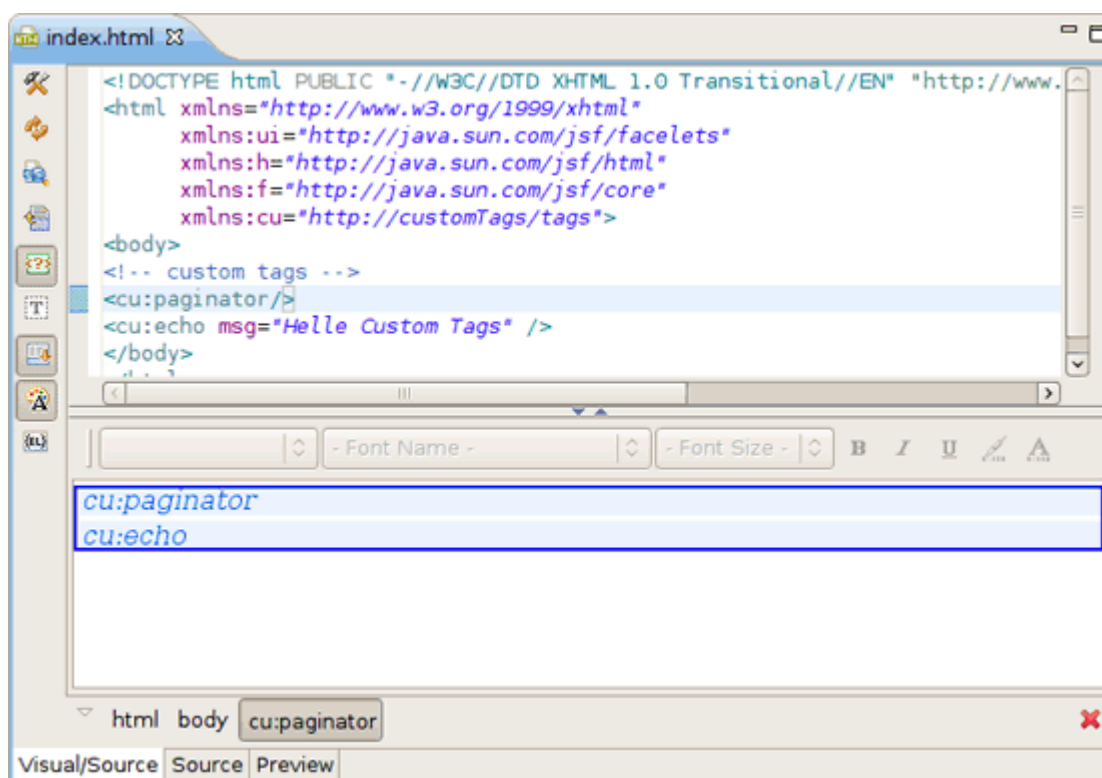 index.html
<!DOCTYPE html PUBLIC "-//W3C//DTD XHTML 1.0 Transitional//EN" "http://www.
<html xmlns="http://www.w3.org/1999/xhtml"
xmlns:ui="http://java.sun.com/jsf/facelets"
xmlns:h="http://java.sun.com/jsf/html"
xmlns:f="http://java.sun.com/jsf/core"
xmlns:cu="http://customTags/tags">
<body>
<!-- custom tags -->
<cu:paginator/>
<cu:echo msg="Helle Custom Tags" />
</body>
- Font Name - - Font Size - B I U A
cu:paginator
cu:echo
html body cu:paginator
Visual/Source Source Preview